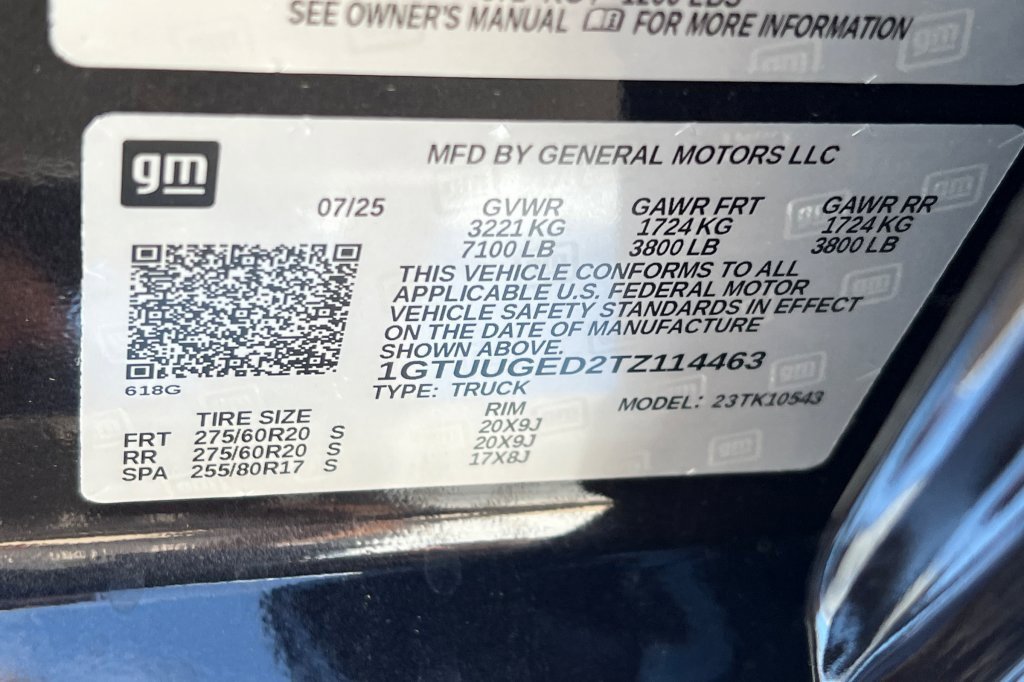 SEE OWNER'S MANUAL FOR MORE INFORMATION
gm
MFD BY GENERAL MOTORS LLC
07/25 GVWR GAWR FRT GAWR RR
3221 KG 1724 KG 1724 KG
7100 LB 3800 LB 3800 LB
THIS VEHICLE CONFORMS TO ALL
APPLICABLE U.S. FEDERAL MOTOR
VEHICLE SAFETY STANDARDS IN EFFECT
ON THE DATE OF MANUFACTURE
SHOWN ABOVE.
1GTUUGED2TZ114463
618G
TYPE: TRUCK MODEL: 23TK10543
TIRE SIZE RIM
FRT 275/60R20 S 20X9J
RR 275/60R20 S 20X9J
SPA 255/80R17 S 17X8J